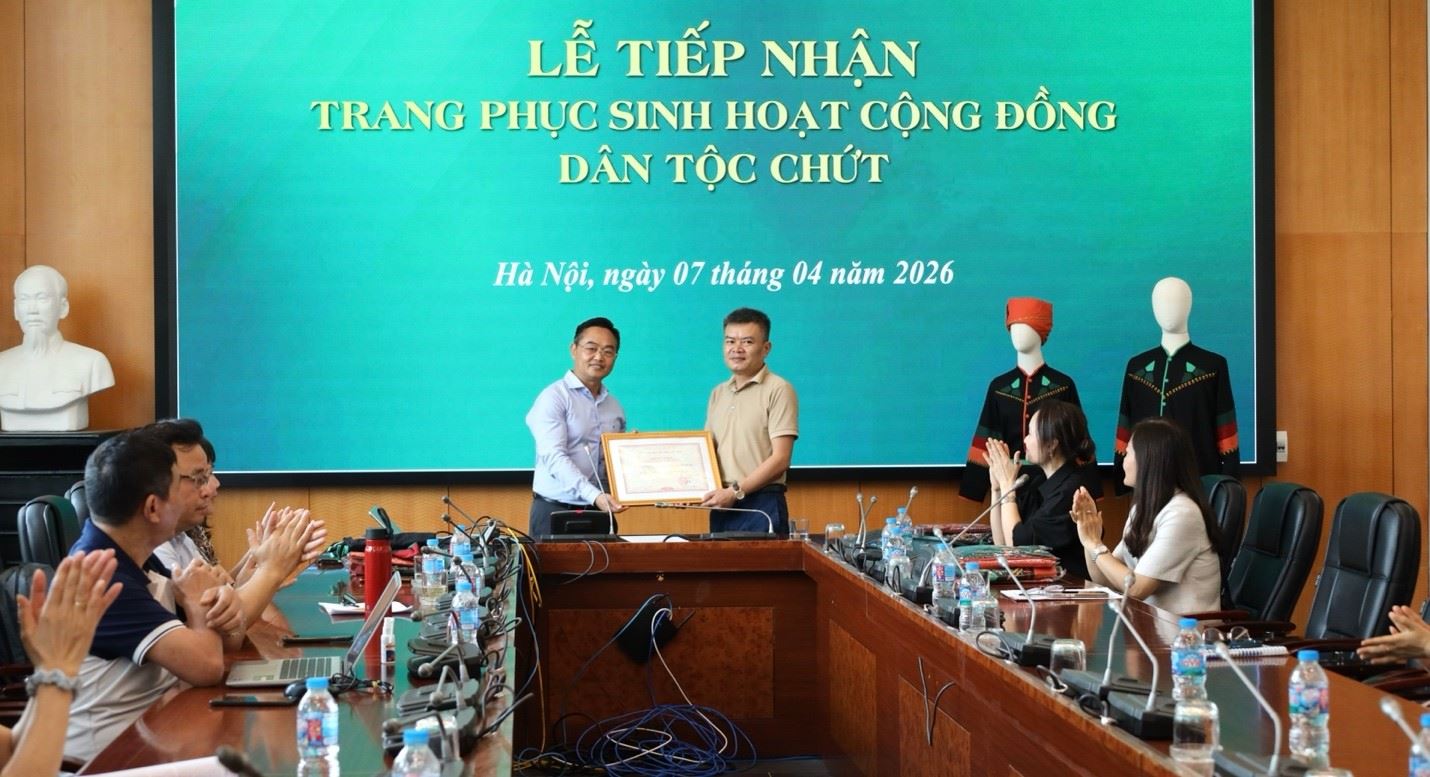 LỄ TIẾP NHẬN
TRANG PHỤC SINH HOẠT CỘNG ĐỒNG
DÂN TỘC CHỨT
Hà Nội, ngày 07 tháng 04 năm 2026